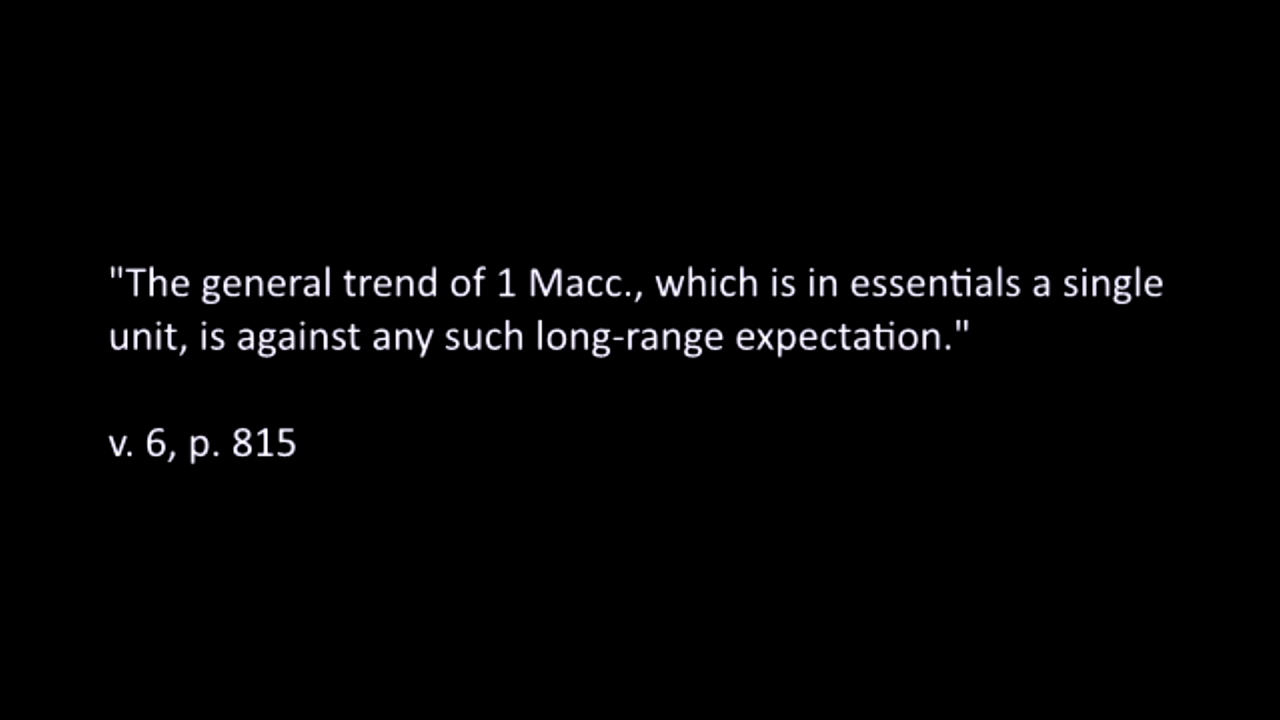 "The general trend of 1 Macc., which is in essentials a single
unit, is against any such long-range expectation."
v. 6, p. 815